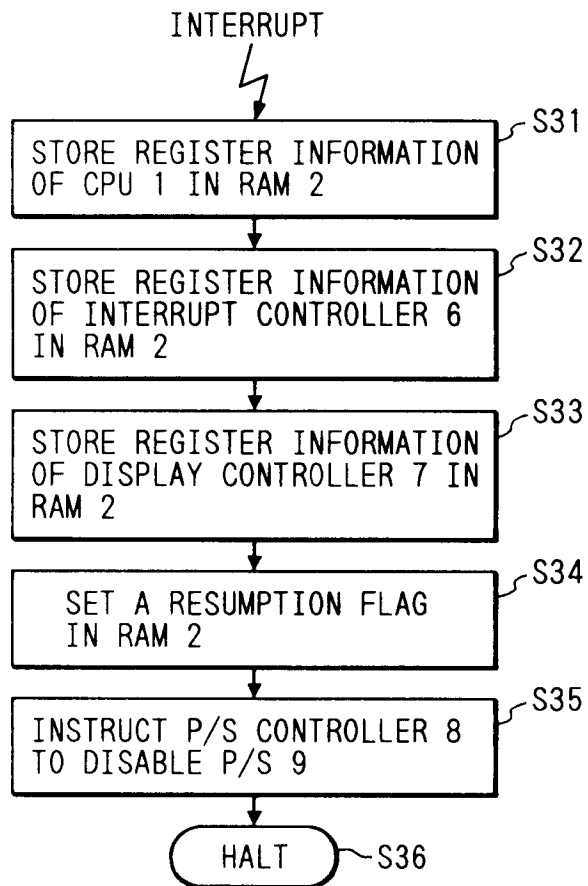 INTERRUPT
S31
STORE REGISTER INFORMATION
OF CPU 1 IN RAM 2
S32
STORE REGISTER INFORMATION
OF INTERRUPT CONTROLLER 6
IN RAM 2
S33
STORE REGISTER INFORMATION
OF DISPLAY CONTROLLER 7 IN
RAM 2
S34
SET A RESUMPTION FLAG
IN RAM 2
S35
INSTRUCT P/S CONTROLLER 8
TO DISABLE P/S 9
HALT
S36